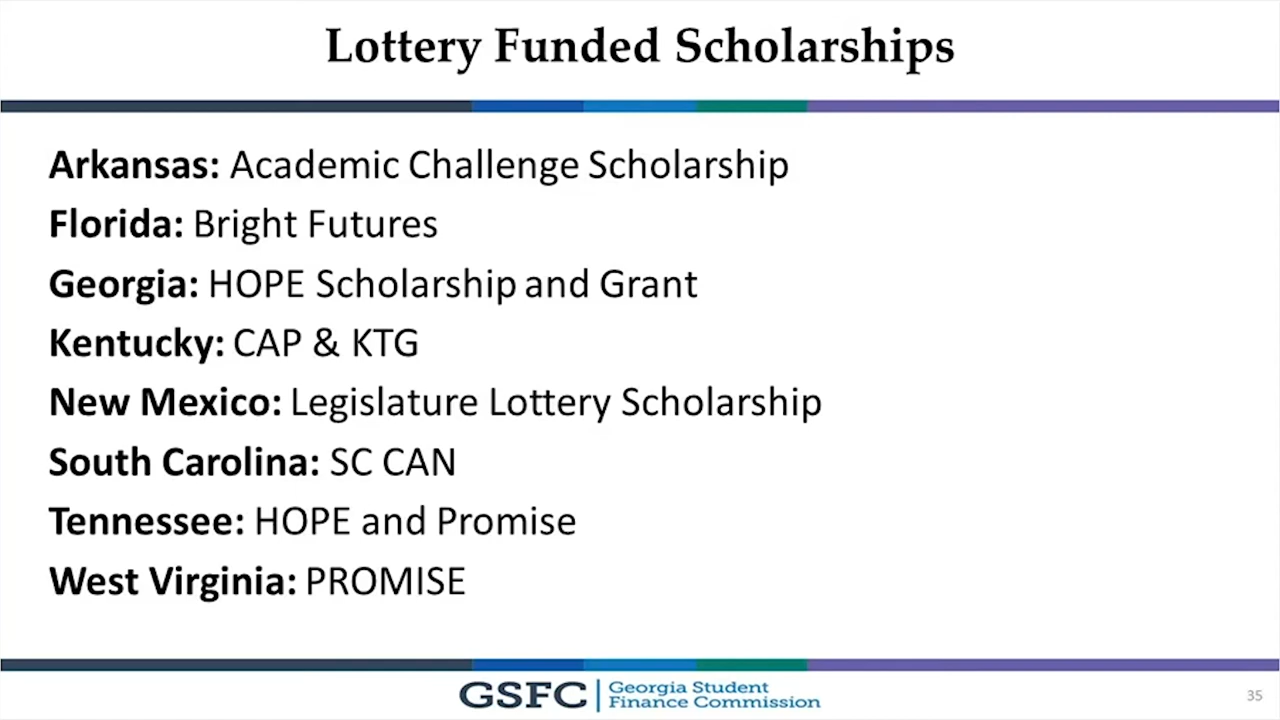 Lottery Funded Scholarships
Arkansas: Academic Challenge Scholarship
Florida: Bright Futures
Georgia: HOPE Scholarship and Grant
Kentucky: CAP & KTG
New Mexico: Legislature Lottery Scholarship
South Carolina: SC CAN
Tennessee: HOPE and Promise
West Virginia: PROMISE
GSFC
Georgia Student
Finance Commission
35